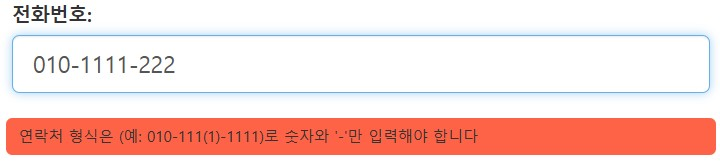 전화번호:
010-1111-222
연락처 형식은 (예: 010-111(1)-1111)로 숫자와 '-'만 입력해야 합니다